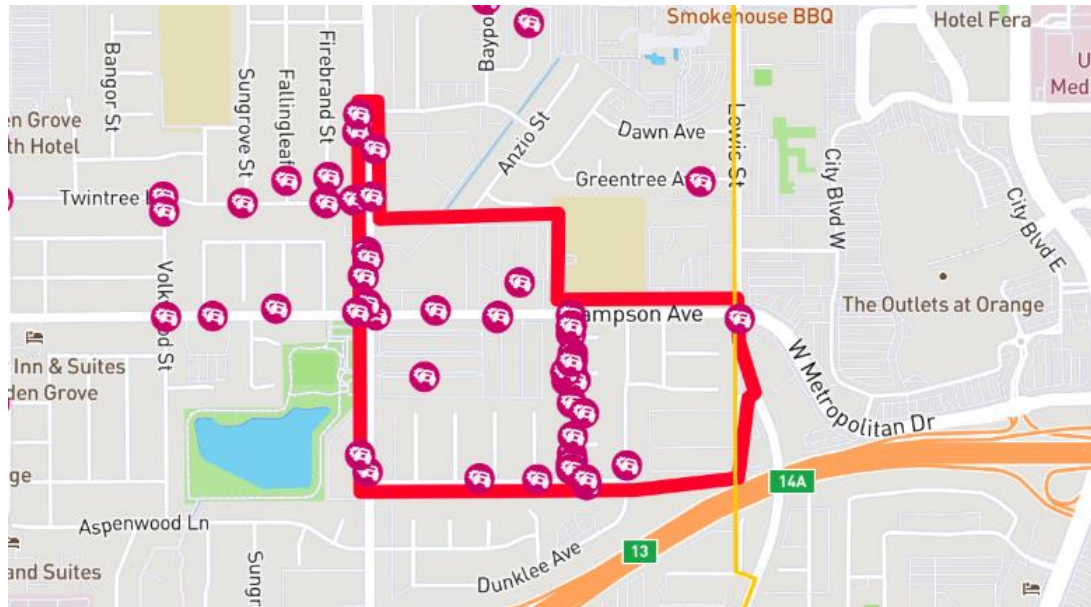 Smokehouse BBQ
Hotel Fera
Baypo
Firebrand St
Bangor St
Sungrove St
Fallingleaf
U
Med
en Grove
th Hotel
Anzio St
Dawn Ave
Lewis St
City Blvd W
City Blvd E
Twintree
Greentree A
Volk
d St
ampson Ave
The Outlets at Orange
Inn & Suites
den Grove
W Metropolitan Dr
ge
14A
Aspenwood Ln
13
Dunklee Ave
Sungr
and Suites